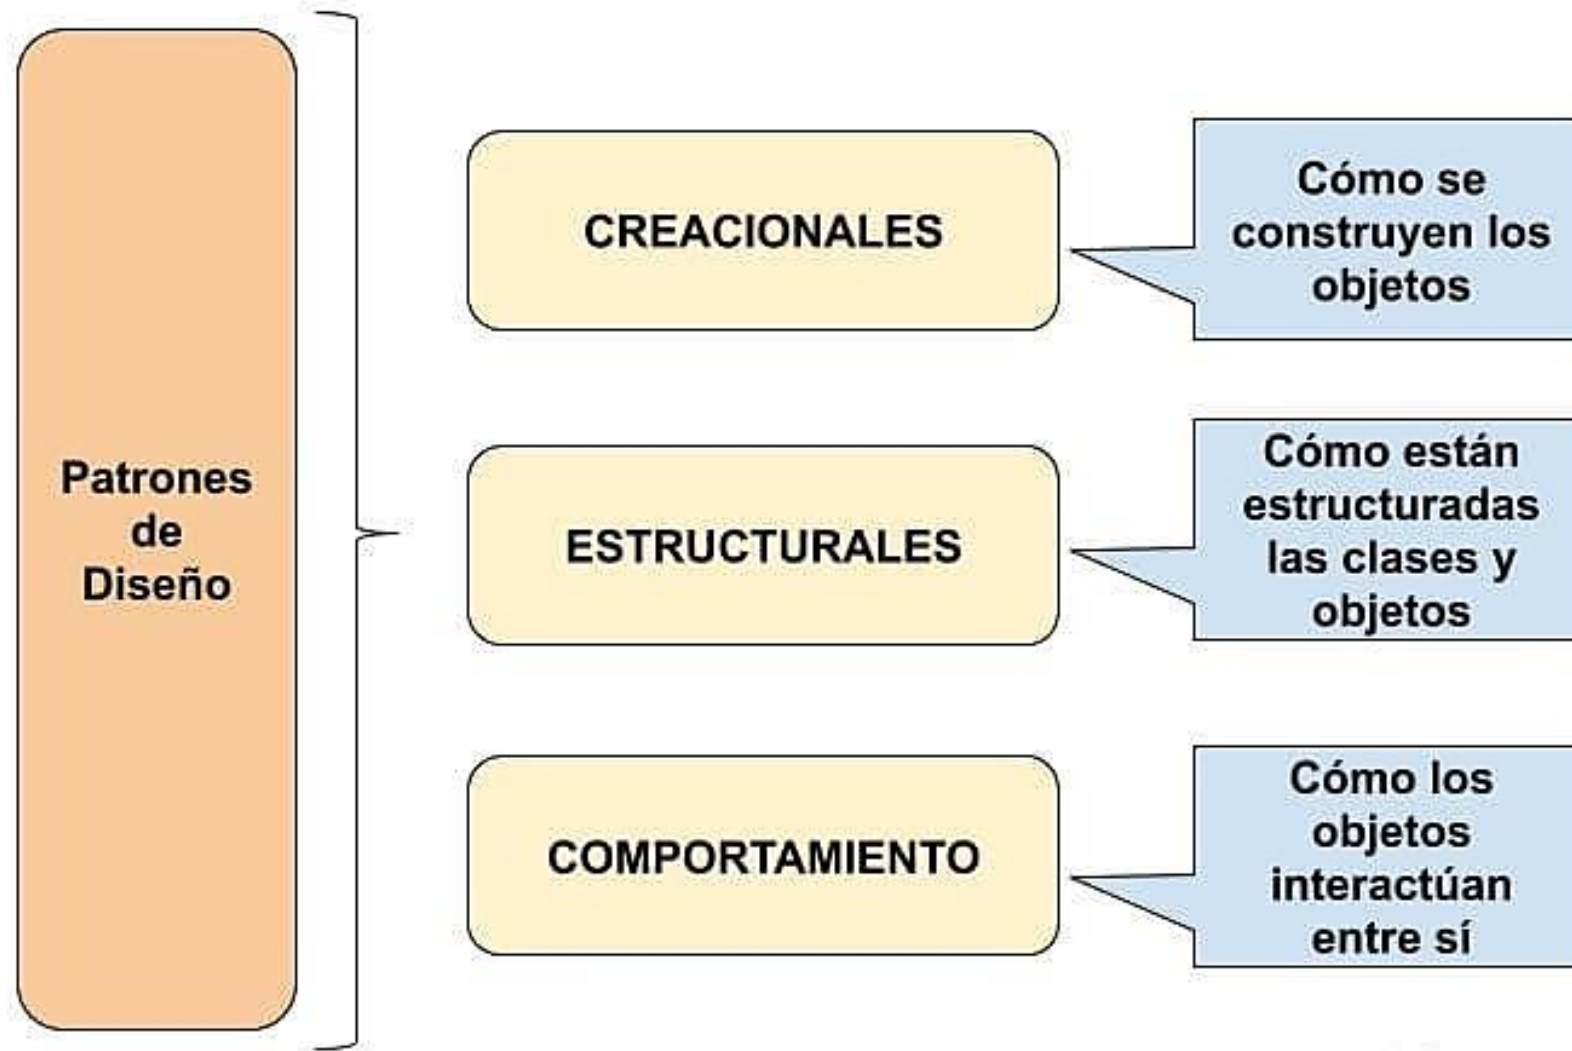 Patrones
de
Diseño
CREACIONALES
Cómo se
construyen los
objetos
ESTRUCTURALES
Cómo están
estructuradas
las clases y
objetos
COMPORTAMIENTO
Cómo los
objetos
interactúan
entre sí